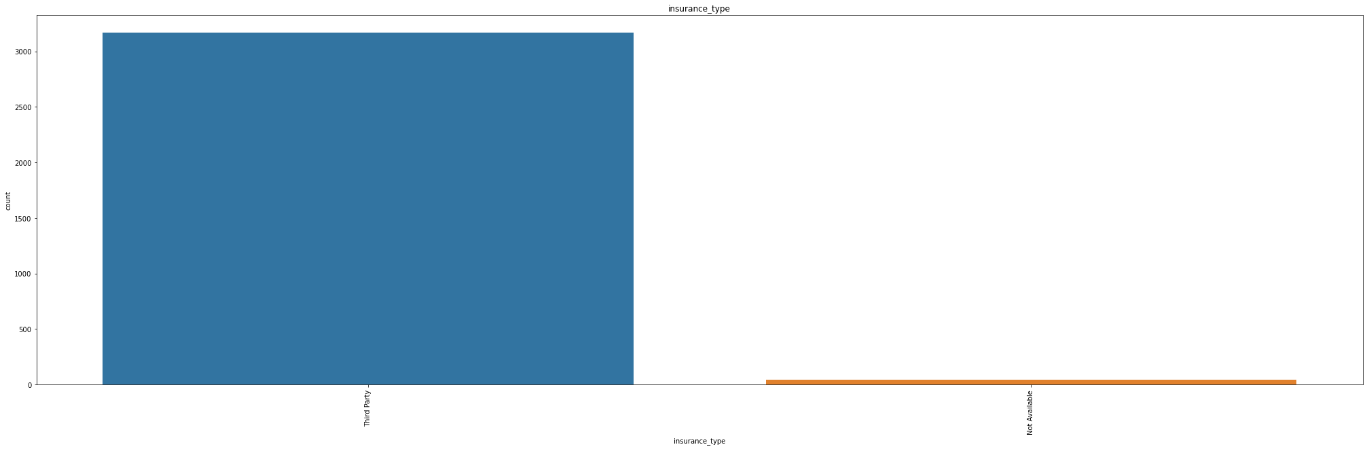 insurance_type
3000
2500
2000
1500
1000
500
0
count
Third Party
Not Available
insurance_type